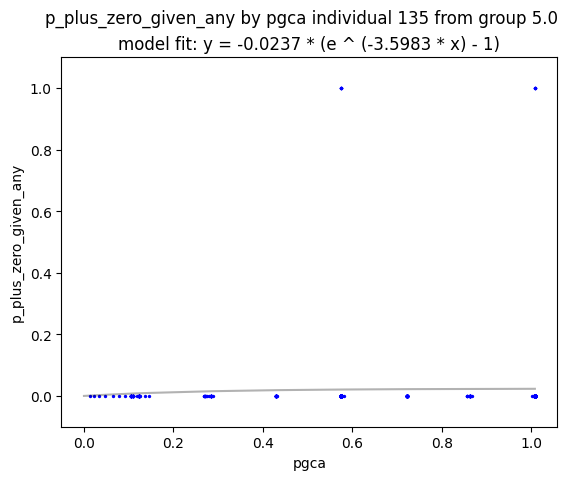 p_plus_zero_given_any by pgca individual 135 from group 5.0
model fit: y = -0.0237 * (e ^ (-3.5983 * x) - 1)
1.0
0.8
0.6
0.4
0.2
0.0
p_plus_zero_given_any
0.0 0.2 0.4 0.6 0.8 1.0
pgca